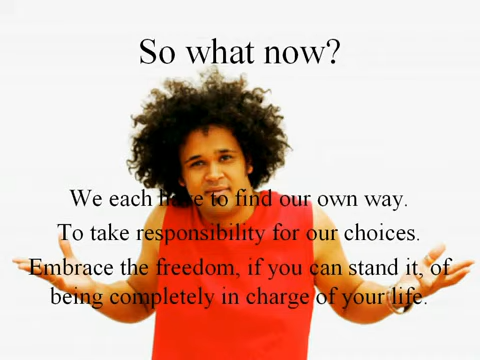 So what now?
We each have to find our own way.
To take responsibility for our choices.
Embrace the freedom, if you can stand it, of
being completely in charge of your life.